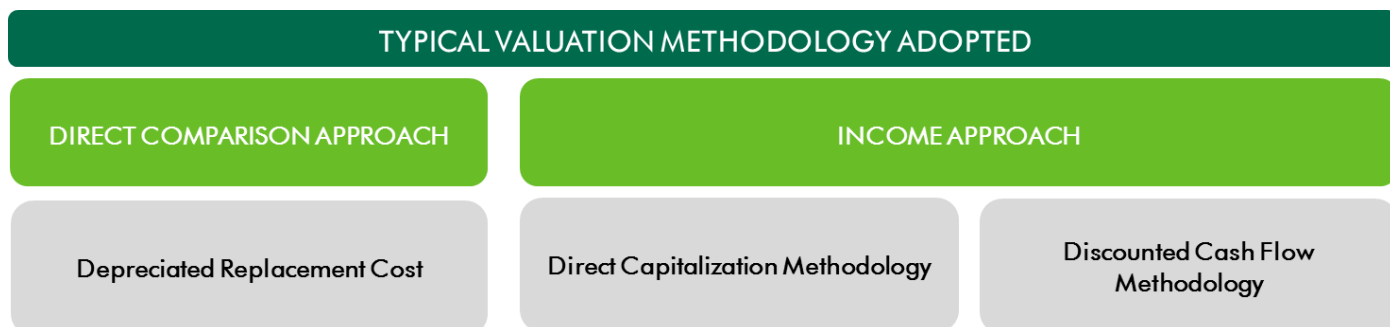 TYPICAL VALUATION METHODOLOGY ADOPTED
DIRECT COMPARISON APPROACH
INCOME APPROACH
Depreciated Replacement Cost
Direct Capitalization Methodology
Discounted Cash Flow
Methodology